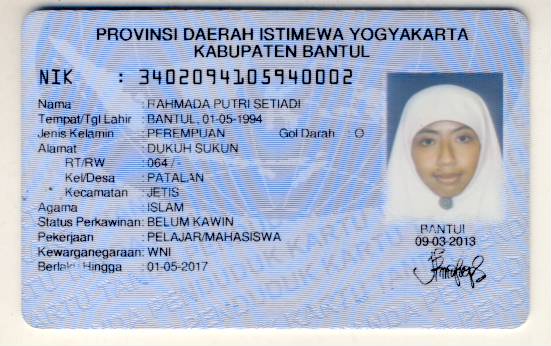 PROVINSI DAERAH ISTIMEWA YOGYAKARTA
KABUPATEN BANTUL
NIK : 3402094105940002
Nama : FAHMADA PUTRI SETIADI
Tempat/Tgl Lahir : BANTUL, 01-05-1994
Jenis Kelamin : PEREMPUAN Gol Darah : O
Alamat : DUKUH SUKUN
RT/RW : 064 / -
Kel/Desa : PATALAN
Kecamatan : JETIS
Agama : ISLAM
Status Perkawinan: BELUM KAWIN
Pekerjaan : PELAJAR/MAHASISWA
Kewarganegaraan: WNI
Berlaku Hingga : 01-05-2017
BANTUL
09-03-2013